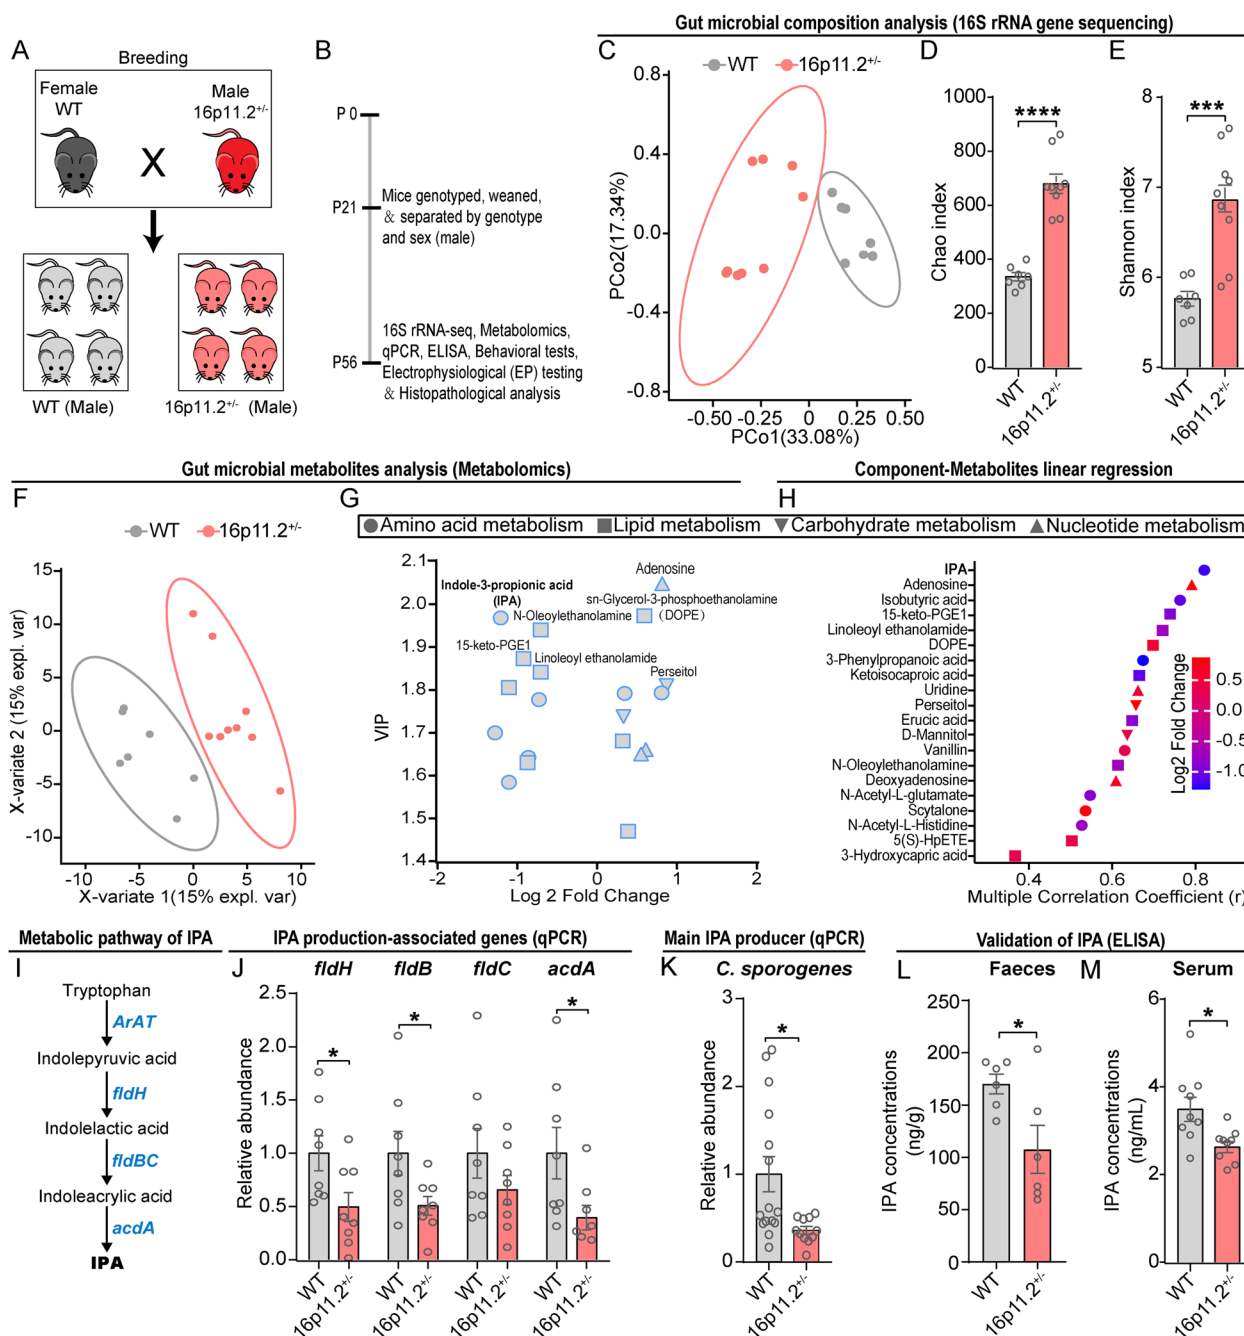 Gut microbial composition analysis (16S rRNA gene sequencing)
A
Breeding
Female
WT
Male
16p11.2+/-
X
WT (Male)
16p11.2+/- (Male)
B
P 0
P21
Mice genotyped, weaned,
& separated by genotype
and sex (male)
P56
16S rRNA-seq, Metabolomics,
qPCR, ELISA, Behavioral tests,
Electrophysiological (EP) testing
& Histopathological analysis
C
WT
16p11.2+/-
PCo2(17.34%)
0.8
0.4
0.0
-0.4
-0.8
-0.50
-0.25
0
0.25
0.50
PCo1(33.08%)
D
Chao index
1000
800
600
400
200
0
****
WT
16p11.2+/-
E
Shannon index
8
7
6
5
***
WT
16p11.2+/-
Gut microbial metabolites analysis (Metabolomics)
Component-Metabolites linear regression
F
WT
16p11.2+/-
X-variate 2 (15% expl. var)
15
10
5
0
-5
-10
-10
-5
0
5
10
X-variate 1(15% expl. var)
G
H
Amino acid metabolism
Lipid metabolism
Carbohydrate metabolism
Nucleotide metabolism
VIP
2.1
2.0
1.9
1.8
1.7
1.6
1.5
1.4
Adenosine
Indole-3-propionic acid
(IPA)
sn-Glycerol-3-phosphoethanolamine
(DOPE)
N-Oleoylethanolamine
15-keto-PGE1
Linoleoyl ethanolamide
Perseitol
-2
-1
0
1
2
Log 2 Fold Change
IPA
Adenosine
Isobutyric acid
15-keto-PGE1
Linoleoyl ethanolamide
DOPE
3-Phenylpropanoic acid
Ketoisocaproic acid
Uridine
Perseitol
Erucic acid
D-Mannitol
Vanillin
N-Oleoylethanolamine
Deoxyadenosine
N-Acetyl-L-glutamate
Scytalone
N-Acetyl-L-Histidine
5(S)-HpETE
3-Hydroxycapric acid
0.4
0.6
0.8
Multiple Correlation Coefficient (r)
Log2 Fold Change
0.5
0.0
-0.5
-1.0
Metabolic pathway of IPA
I
Tryptophan
ArAT
Indolepyruvic acid
fldH
Indolelactic acid
fldBC
Indoleacrylic acid
acdA
IPA
IPA production-associated genes (qPCR)
J
fldH
fldB
fldC
acdA
Relative abundance
2.5
2.0
1.5
1.0
0.5
0.0
*
*
*
WT
16p11.2+/-
WT
16p11.2+/-
WT
16p11.2+/-
WT
16p11.2+/-
Main IPA producer (qPCR)
K
C. sporogenes
Relative abundance
3
2
1
0
*
WT
16p11.2+/-
Validation of IPA (ELISA)
L
Faeces
IPA concentrations
(ng/g)
250
200
150
100
50
0
*
WT
16p11.2+/-
M
Serum
IPA concentrations
(ng/mL)
6
4
2
0
*
WT
16p11.2+/-